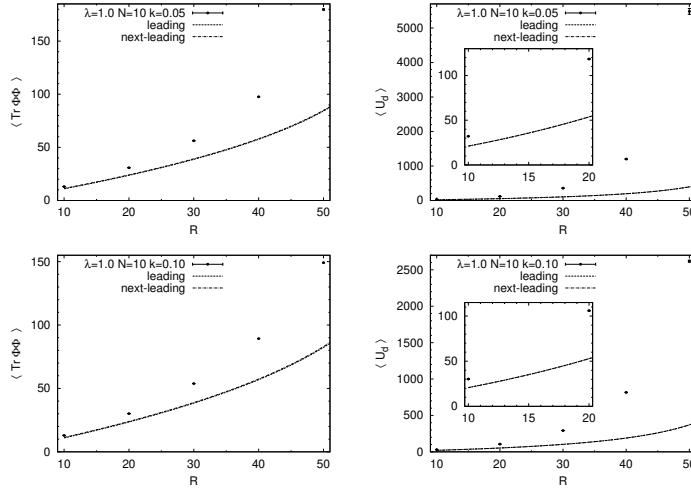 λ=1.0 N=10 k=0.05
leading
next-leading
150
100
50
0
10 20 30 40 50
R
⟨ Tr ΦΦ ⟩
λ=1.0 N=10 k=0.05
leading
next-leading
5000
4000
3000
2000
1000
0
10 20 30 40 50
R
⟨ U_d ⟩
100
50
0
10 15 20
λ=1.0 N=10 k=0.10
leading
next-leading
150
100
50
0
10 20 30 40 50
R
⟨ Tr ΦΦ ⟩
λ=1.0 N=10 k=0.10
leading
next-leading
2500
2000
1500
1000
500
0
10 20 30 40 50
R
⟨ U_d ⟩
100
50
0
10 15 20